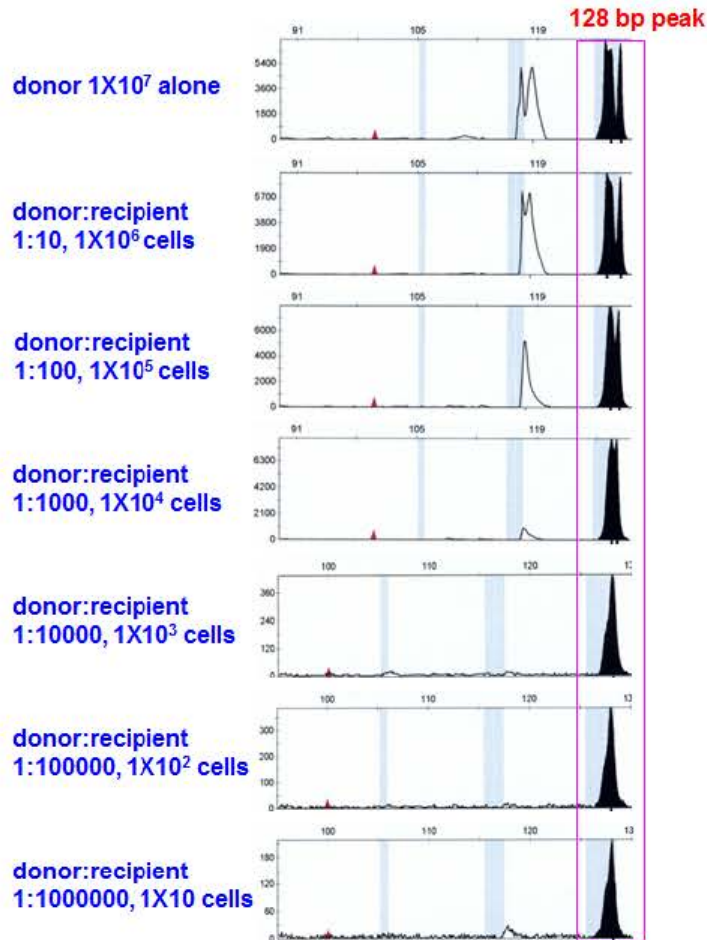 128 bp peak
donor 1X10⁷ alone
91 105 119
5400
3600
1800
0
donor:recipient
1:10, 1X10⁶ cells
91 105 119
5700
3800
1900
0
donor:recipient
1:100, 1X10⁵ cells
91 105 119
6000
4000
2000
0
donor:recipient
1:1000, 1X10⁴ cells
91 105 119
6300
4200
2100
0
donor:recipient
1:10000, 1X10³ cells
100 110 120
360
240
120
0
donor:recipient
1:100000, 1X10² cells
100 110 120
300
200
100
0
donor:recipient
1:1000000, 1X10 cells
100 110 120
180
120
60
0